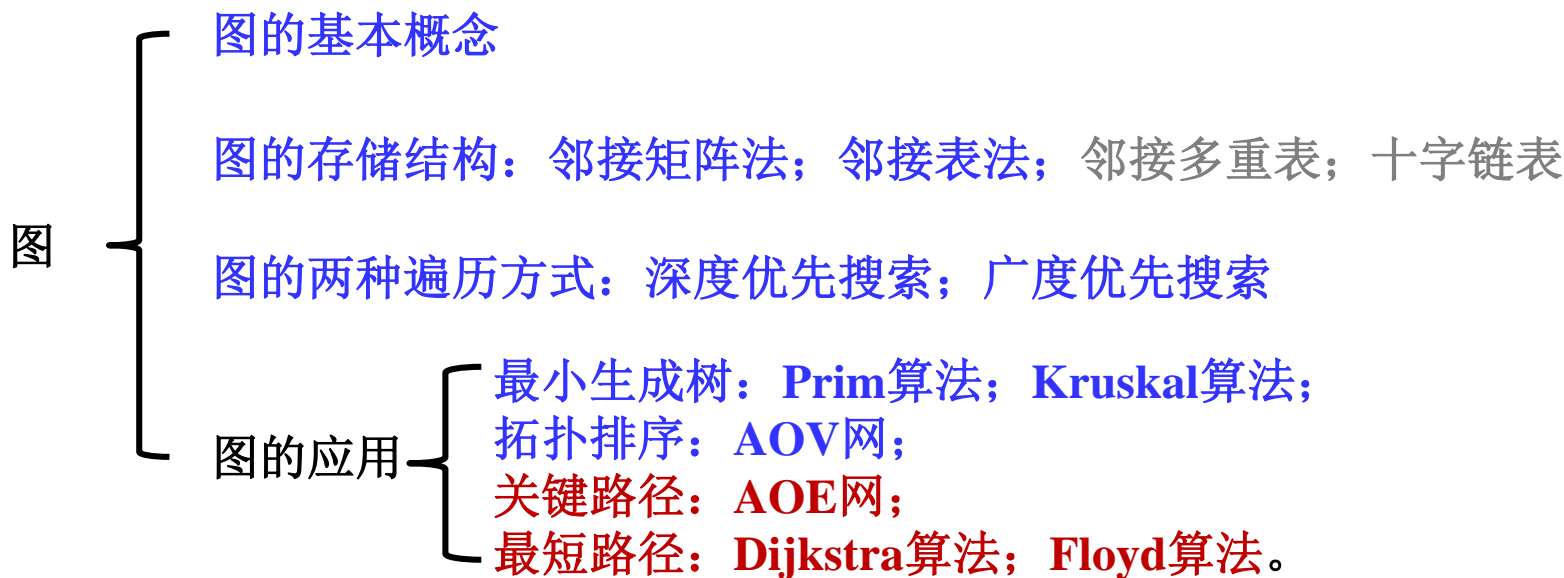 图的基本概念
图的存储结构：邻接矩阵法；邻接表法；邻接多重表；十字链表
图
图的两种遍历方式：深度优先搜索；广度优先搜索
图的应用
最小生成树：Prim算法；Kruskal算法；
拓扑排序：AOV网；
关键路径：AOE网；
最短路径：Dijkstra算法；Floyd算法。